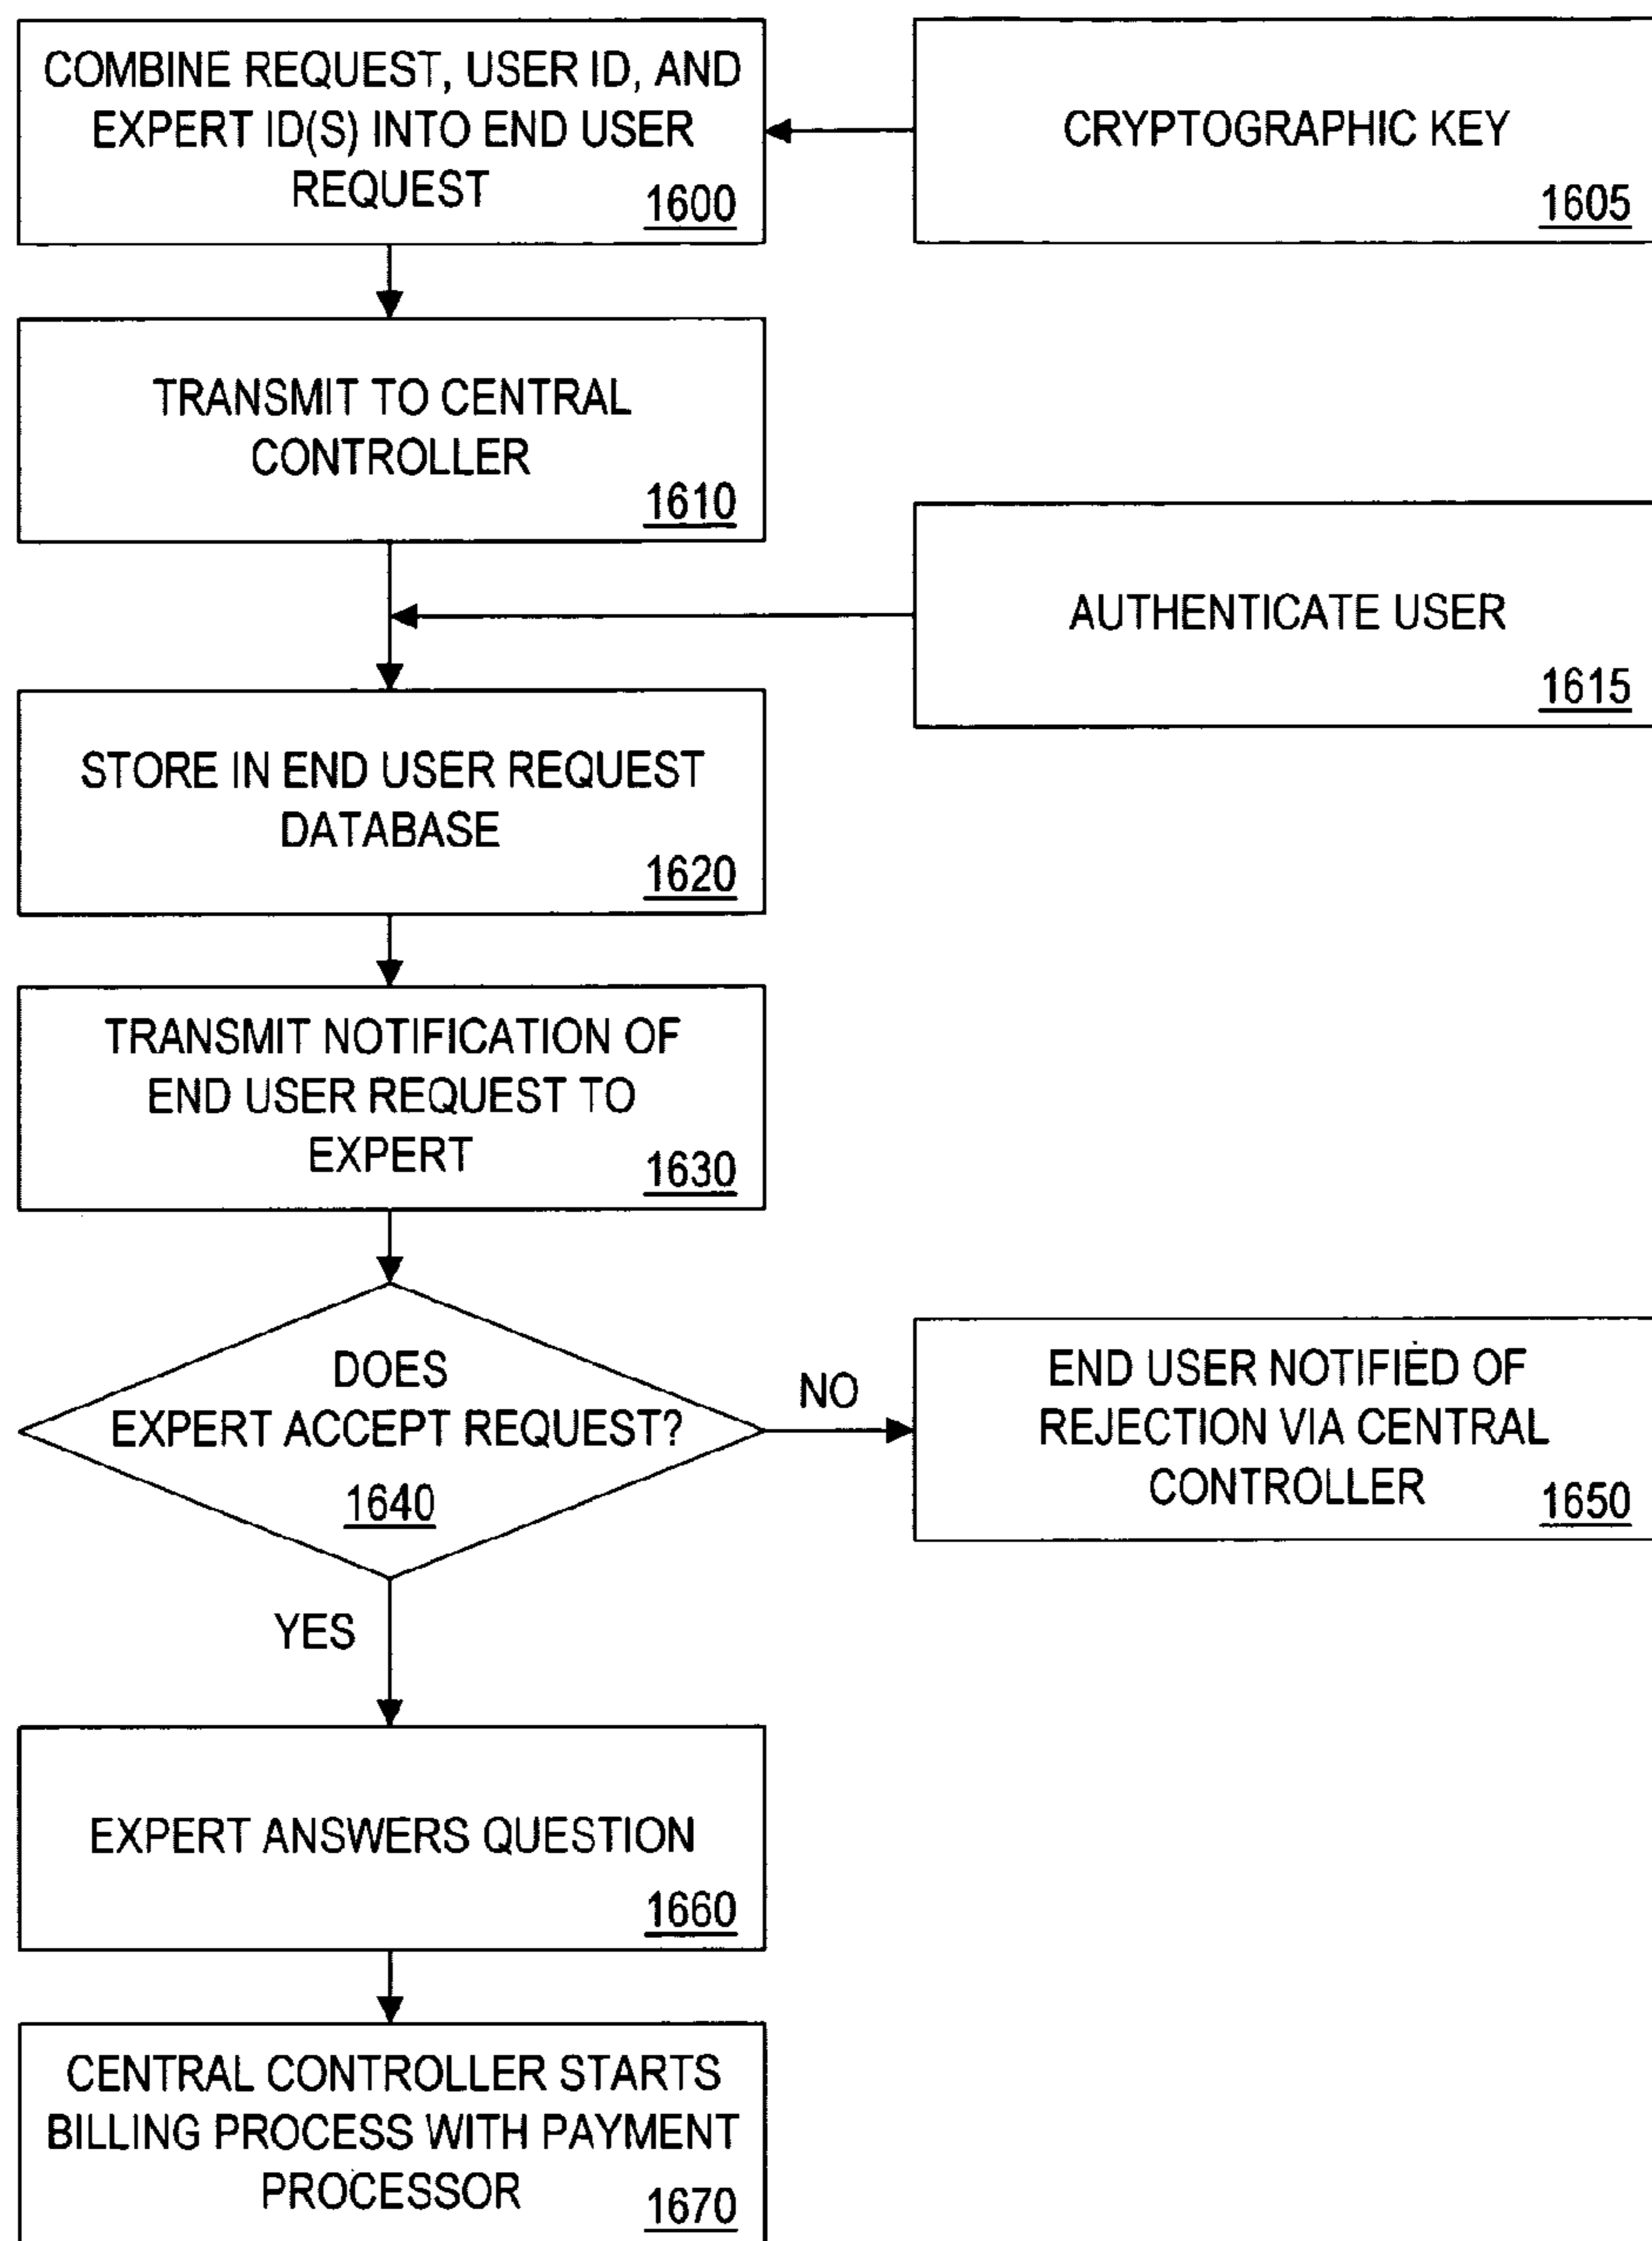 COMBINE REQUEST, USER ID, AND
EXPERT ID(S) INTO END USER
REQUEST
1600
CRYPTOGRAPHIC KEY
1605
TRANSMIT TO CENTRAL
CONTROLLER
1610
AUTHENTICATE USER
1615
STORE IN END USER REQUEST
DATABASE
1620
TRANSMIT NOTIFICATION OF
END USER REQUEST TO
EXPERT
1630
DOES
EXPERT ACCEPT REQUEST?
1640
NO
END USER NOTIFIED OF
REJECTION VIA CENTRAL
CONTROLLER
1650
YES
EXPERT ANSWERS QUESTION
1660
CENTRAL CONTROLLER STARTS
BILLING PROCESS WITH PAYMENT
PROCESSOR
1670